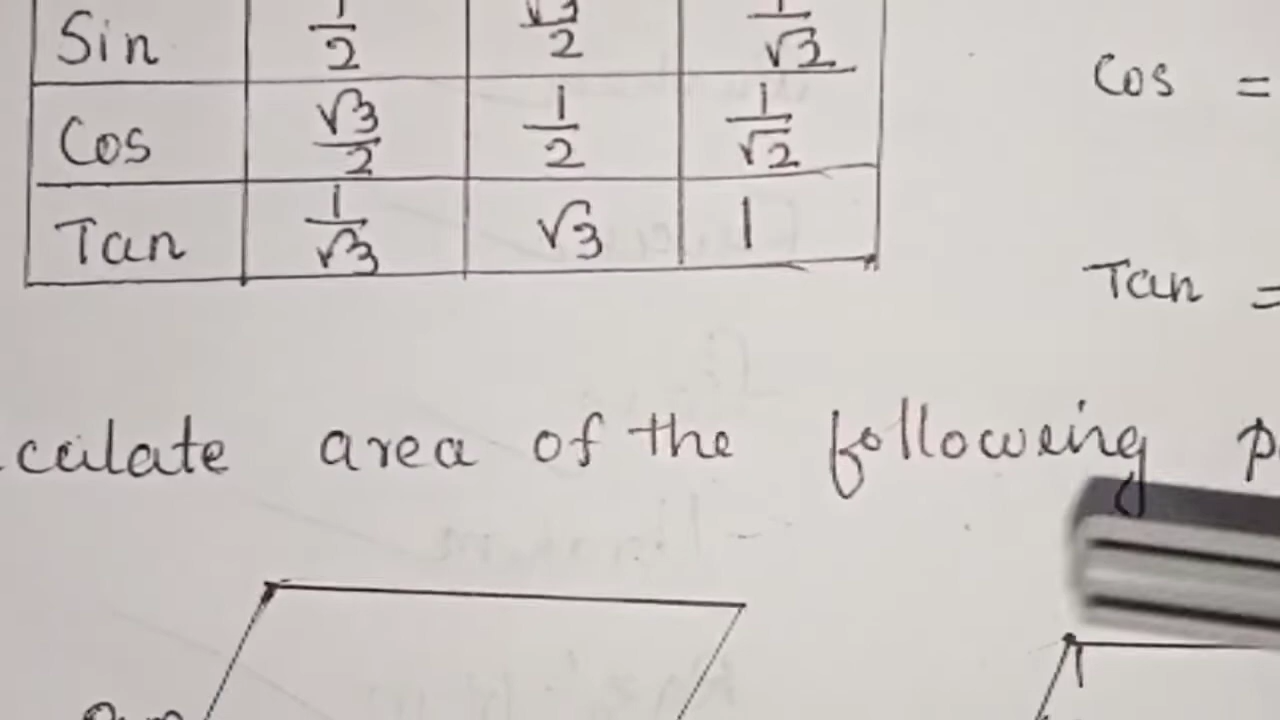 Sin 1/2 √3/2 1/√2
Cos =
Cos √3/2 1/2 1/√2
Tan 1/√3 √3 1
Tan =
culate area of the following